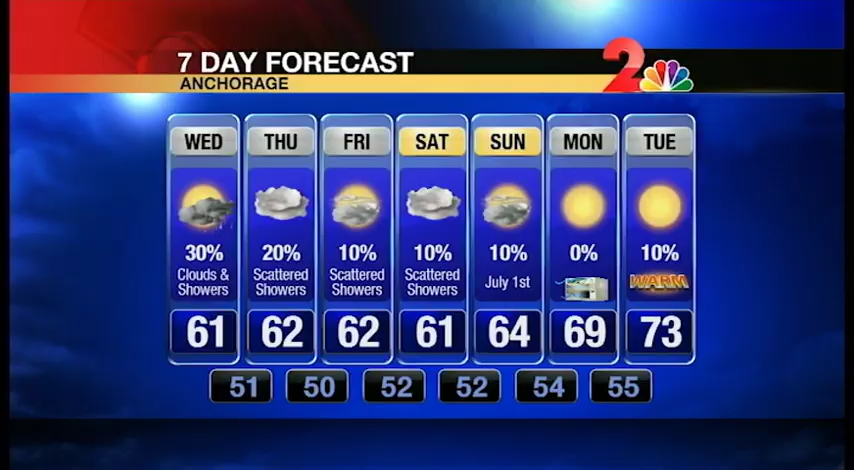 7 DAY FORECAST
ANCHORAGE
2
WED THU FRI SAT SUN MON TUE
30% 20% 10% 10% 10% 0% 10%
Clouds & Scattered Scattered Scattered July 1st WARM
Showers Showers Showers Showers
61 62 62 61 64 69 73
51 50 52 52 54 55